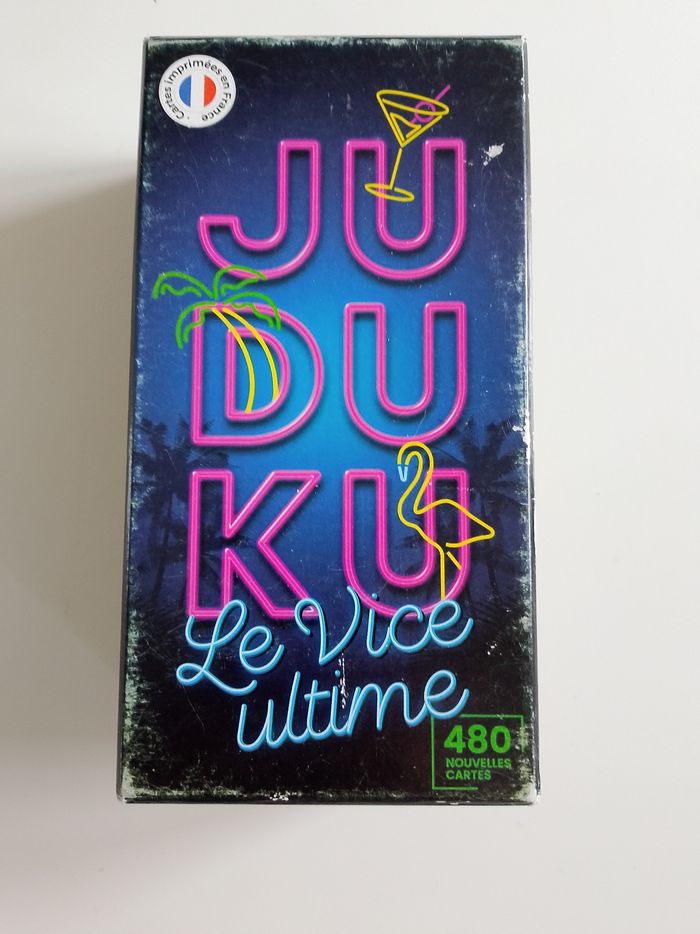 Cartes imprimées en France
JU
DU
KU
Le Vice
ultime
480
NOUVELLES
CARTES